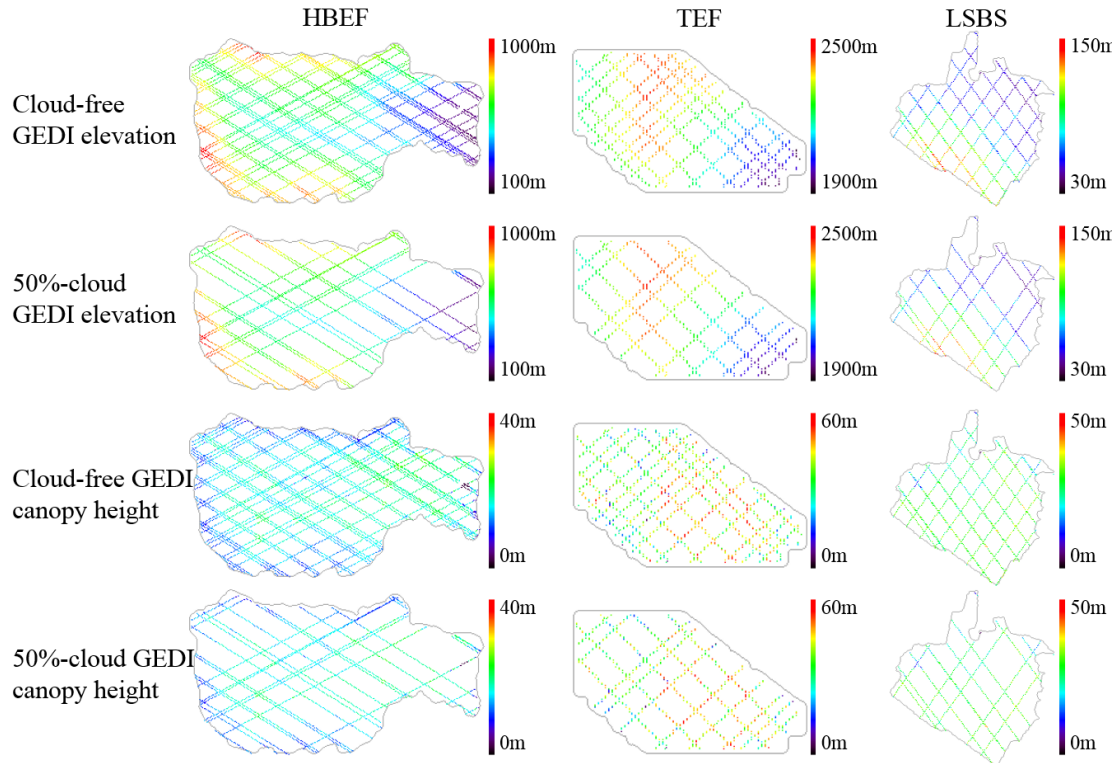 HBEF TEF LSBS
Cloud-free
GEDI elevation
1000m
100m
2500m
1900m
150m
30m
50%-cloud
GEDI elevation
1000m
100m
2500m
1900m
150m
30m
Cloud-free GEDI
canopy height
40m
0m
60m
0m
50m
0m
50%-cloud GEDI
canopy height
40m
0m
60m
0m
50m
0m